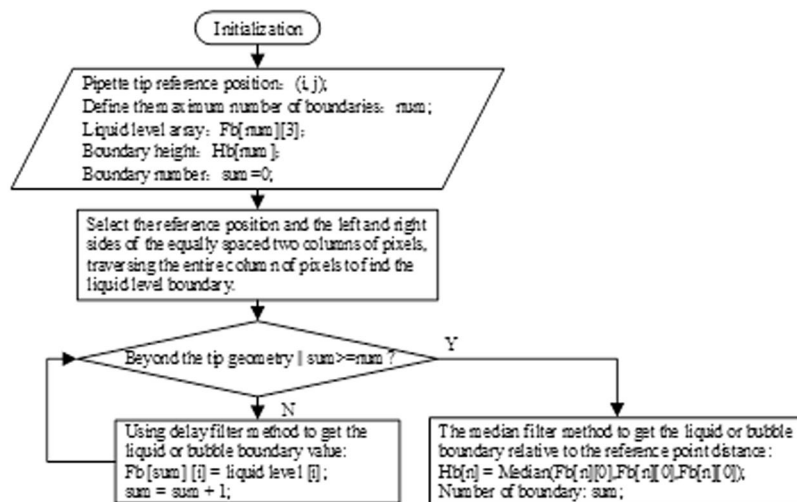 Initialization
Pipette tip reference position: (i, j);
Define them aximum number of boundaries: num;
Liquid level array: Fb[num][3];
Boundary height: Hb[num];
Boundary number: sum=0;
Select the reference position and the left and right
sides of the equally spaced two columns of pixels,
traversing the entire column of pixels to find the
liquid level boundary.
Beyond the tip geometry || sum>=num ?
Y
N
Using delay filter method to get the
liquid or bubble boundary value:
Fb [sum] [i] = liquid level [i];
sum = sum + 1;
The median filter method to get the liquid or bubble
boundary relative to the reference point distance:
Hb[n] = Median(Fb[n][0],Fb[n][0],Fb[n][0]);
Number of boundary: sum;